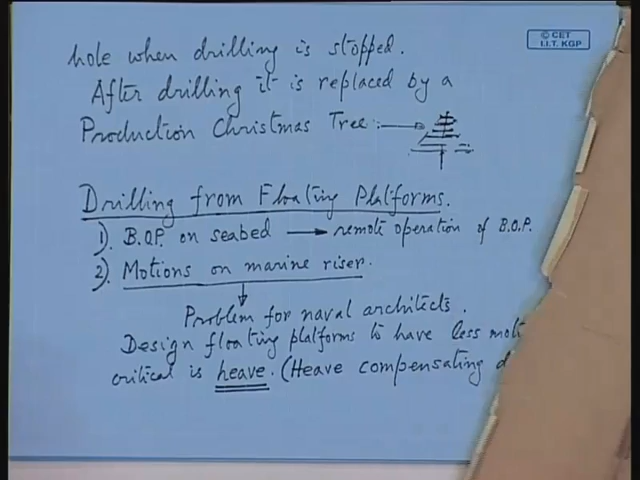 © CET
I.I.T. KGP
hole when drilling is stopped.
After drilling it is replaced by a
Production Christmas Tree :
Drilling from Floating Platforms.
1). B.O.P. on seabed → remote operation of B.O.P.
2). Motions on marine riser.
Problem for naval architects.
Design floating platforms to have less
critical is heave. (Heave compensating